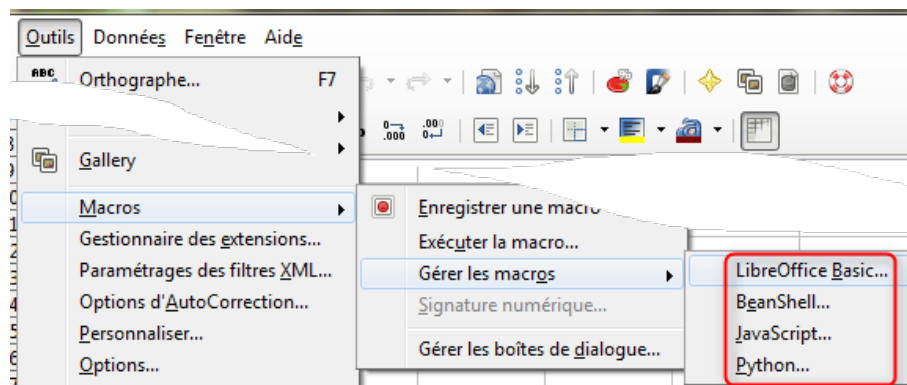 Outils Données Fenêtre Aide
ABC Orthographe... F7
Gallery
Macros
Enregistrer une macro
Gestionnaire des extensions...
Exécuter la macro...
Paramétrages des filtres XML...
Gérer les macros
LibreOffice Basic...
Options d'AutoCorrection...
Signature numérique...
BeanShell...
Personnaliser...
JavaScript...
Options...
Gérer les boîtes de dialogue...
Python...